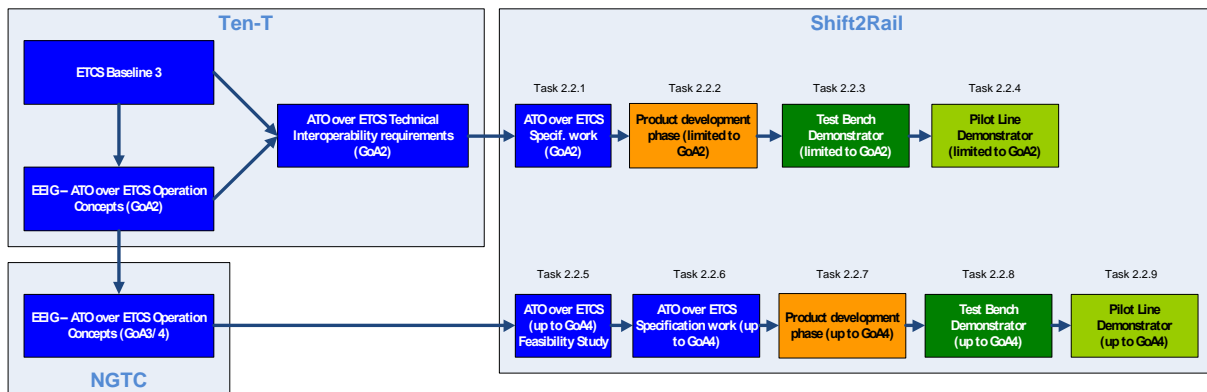 Ten-T
ETCS Baseline 3
ATO over ETCS Technical
Interoperability requirements
(GoA2)
EEIG – ATO over ETCS Operation
Concepts (GoA2)
EEIG – ATO over ETCS Operation
Concepts (GoA3/ 4)
NGTC
Shift2Rail
Task 2.2.1
ATO over ETCS
Specif. work
(GoA2)
Task 2.2.2
Product development
phase (limited to
GoA2)
Task 2.2.3
Test Bench
Demonstrator
(limited to GoA2)
Task 2.2.4
Pilot Line
Demonstrator
(limited to GoA2)
Task 2.2.5
ATO over ETCS
(up to GoA4)
Feasibility Study
Task 2.2.6
ATO over ETCS
Specification work (up
to GoA4)
Task 2.2.7
Product development
phase (up to GoA4)
Task 2.2.8
Test Bench
Demonstrator
(up to GoA4)
Task 2.2.9
Pilot Line
Demonstrator
(up to GoA4)